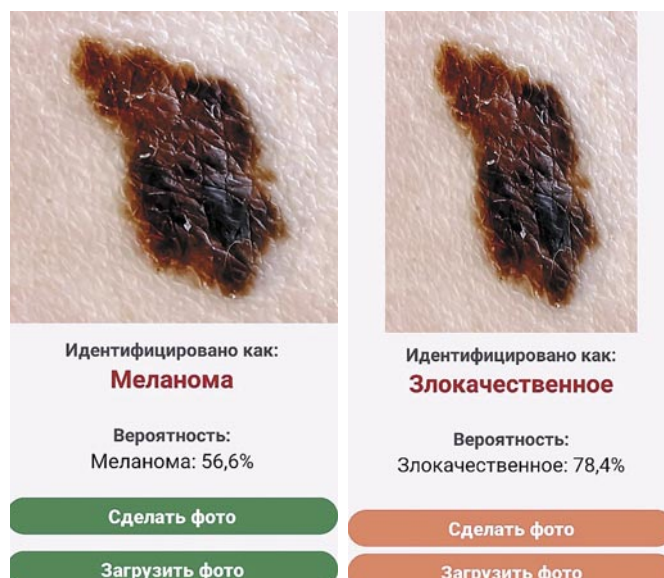 Идентифицировано как:
Меланома
Вероятность:
Меланома: 56,6%
Сделать фото
Загрузить фото
Идентифицировано как:
Злокачественное
Вероятность:
Злокачественное: 78,4%
Сделать фото
Загрузить фото